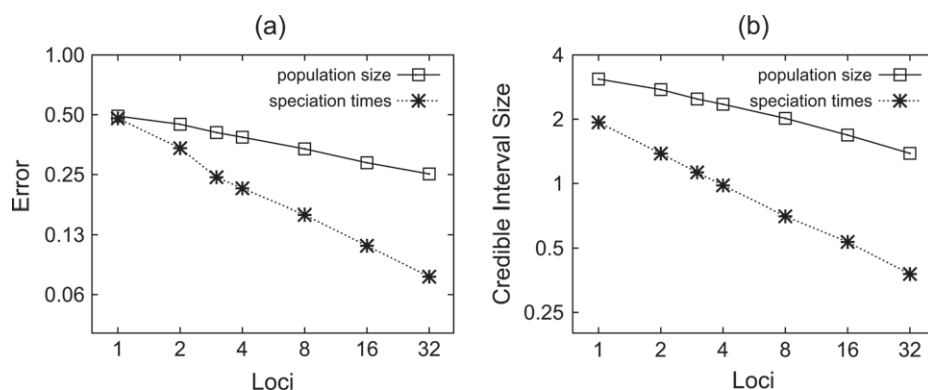 (a)
1.00
0.50
0.25
0.13
0.06
Error
population size
speciation times
1 2 4 8 16 32
Loci
(b)
4
2
1
0.5
0.25
Credible Interval Size
population size
speciation times
1 2 4 8 16 32
Loci